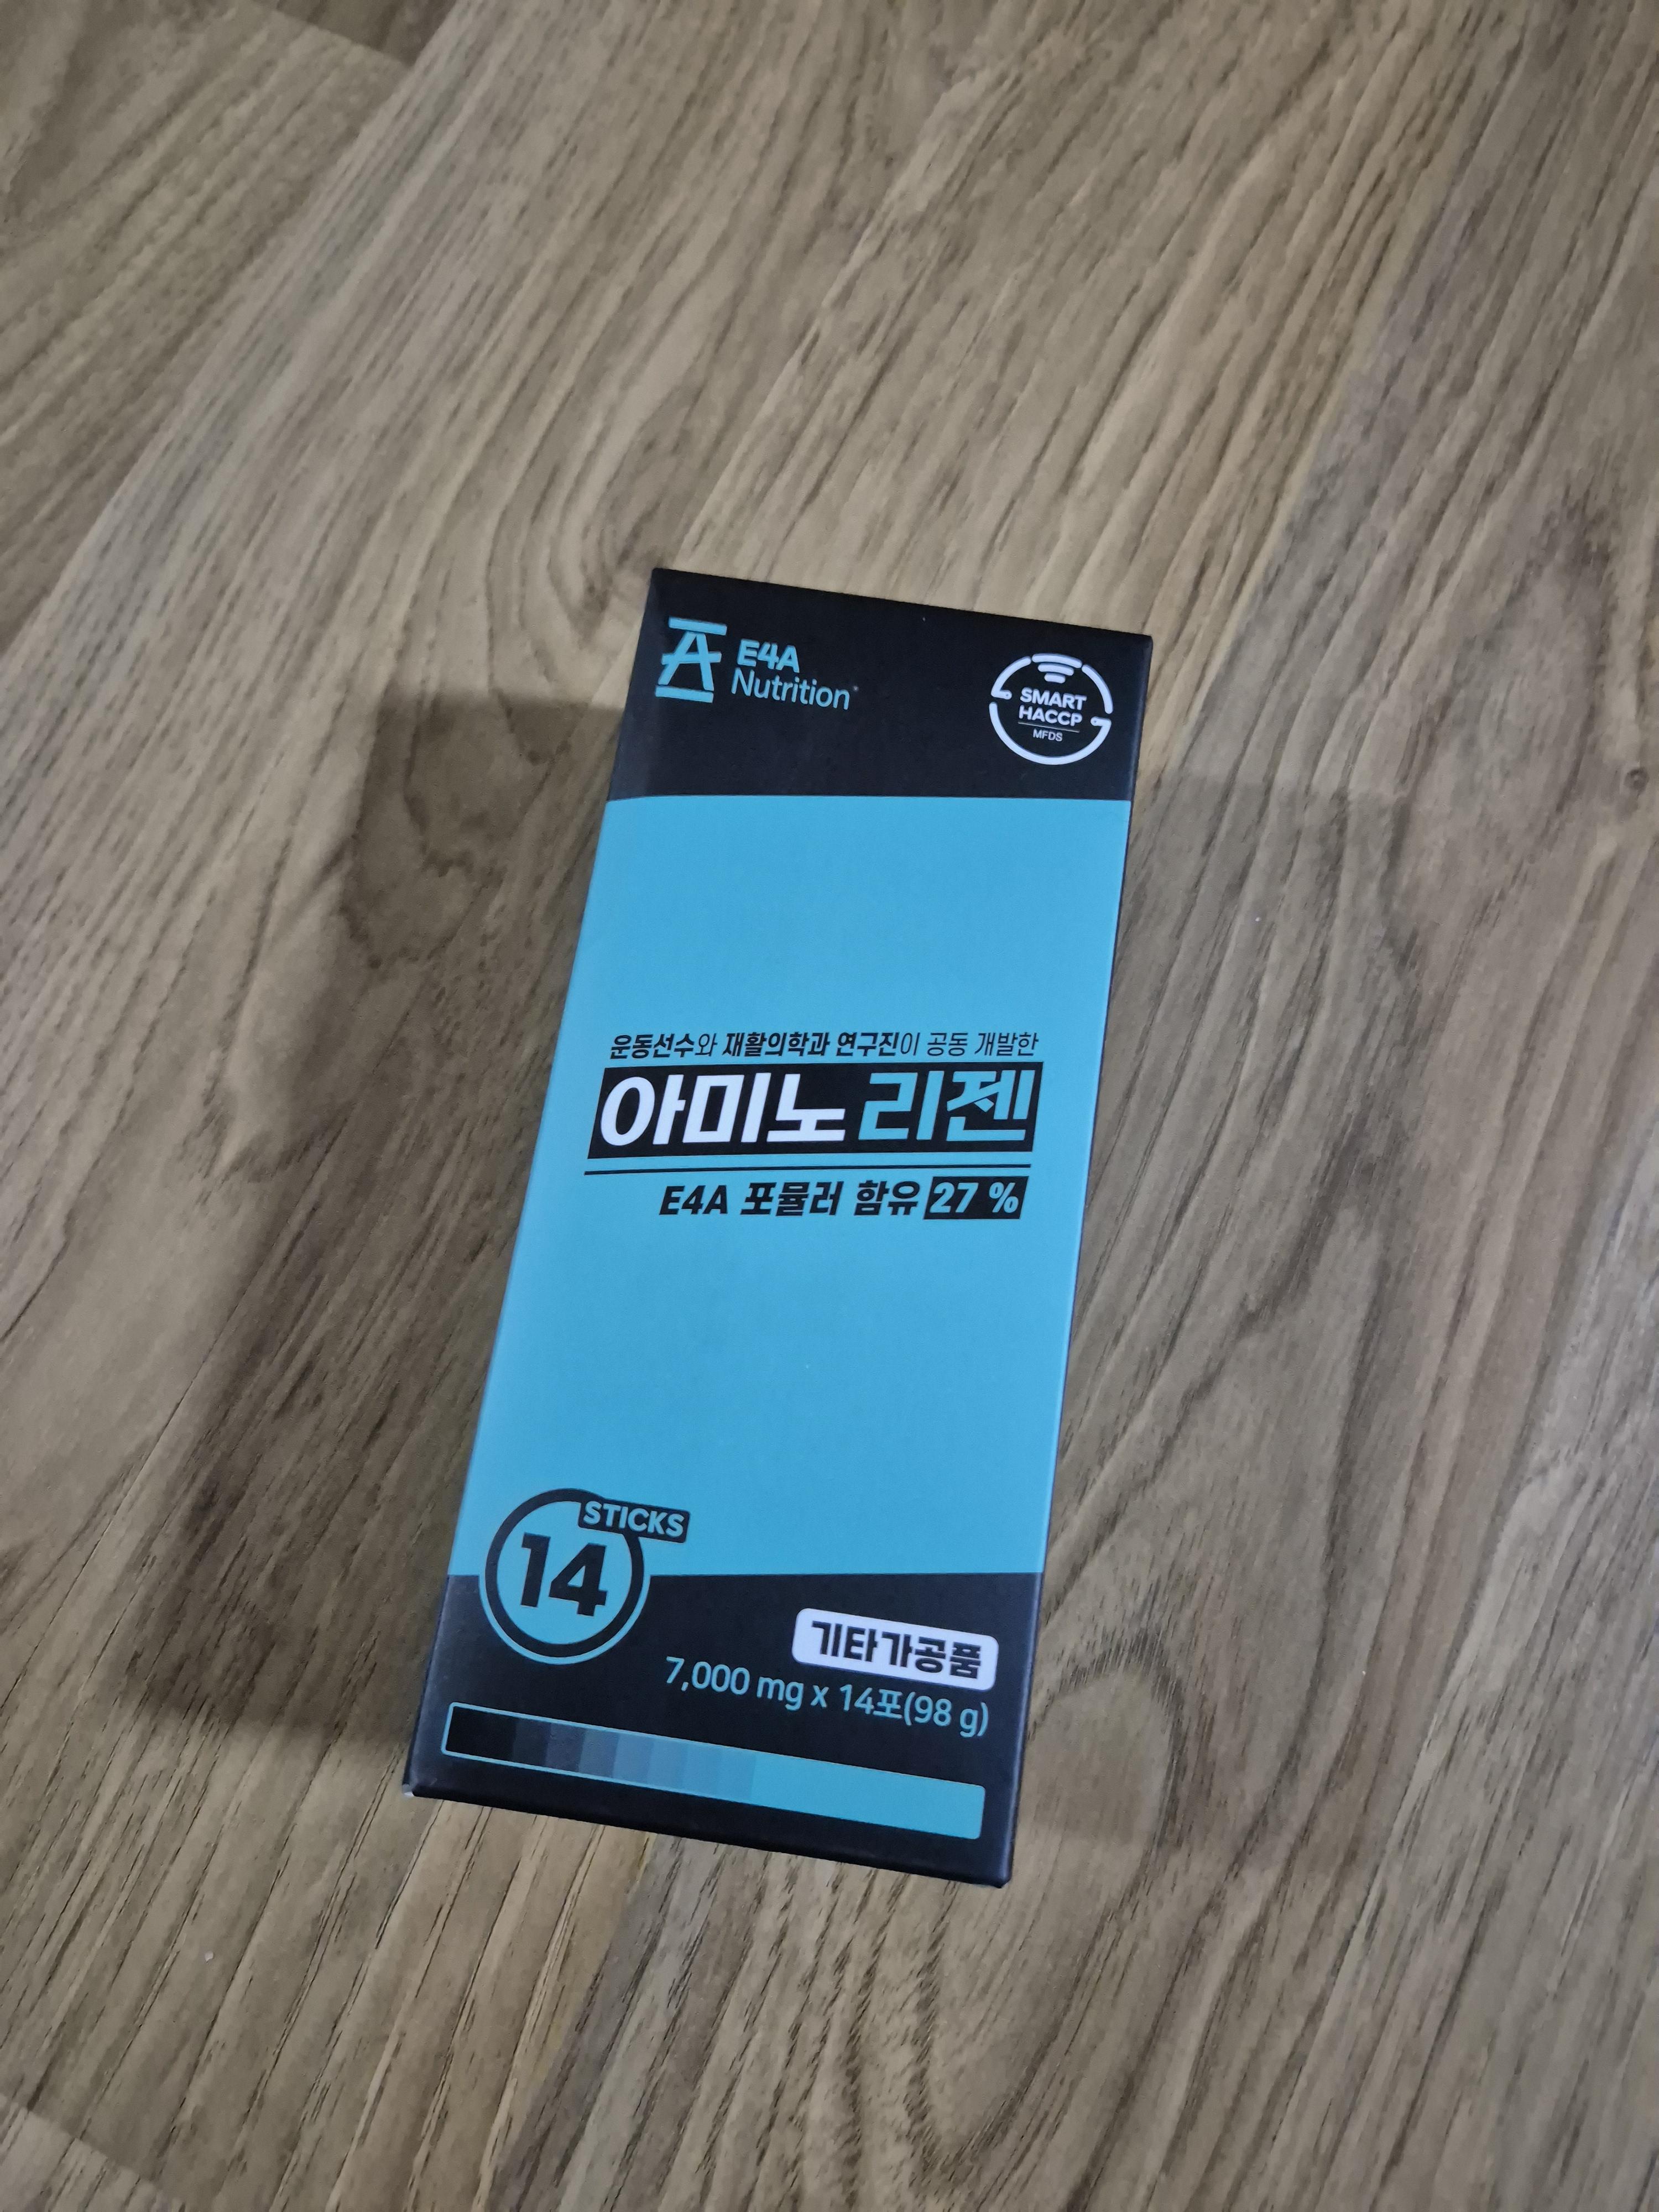 E4A
Nutrition
SMART
HACCP
MFDS
운동선수와 재활의학과 연구진이 공동 개발한
아미노리젠
E4A 포뮬러 함유 27 %
STICKS
14
기타가공품
7,000 mg x 14포(98 g)